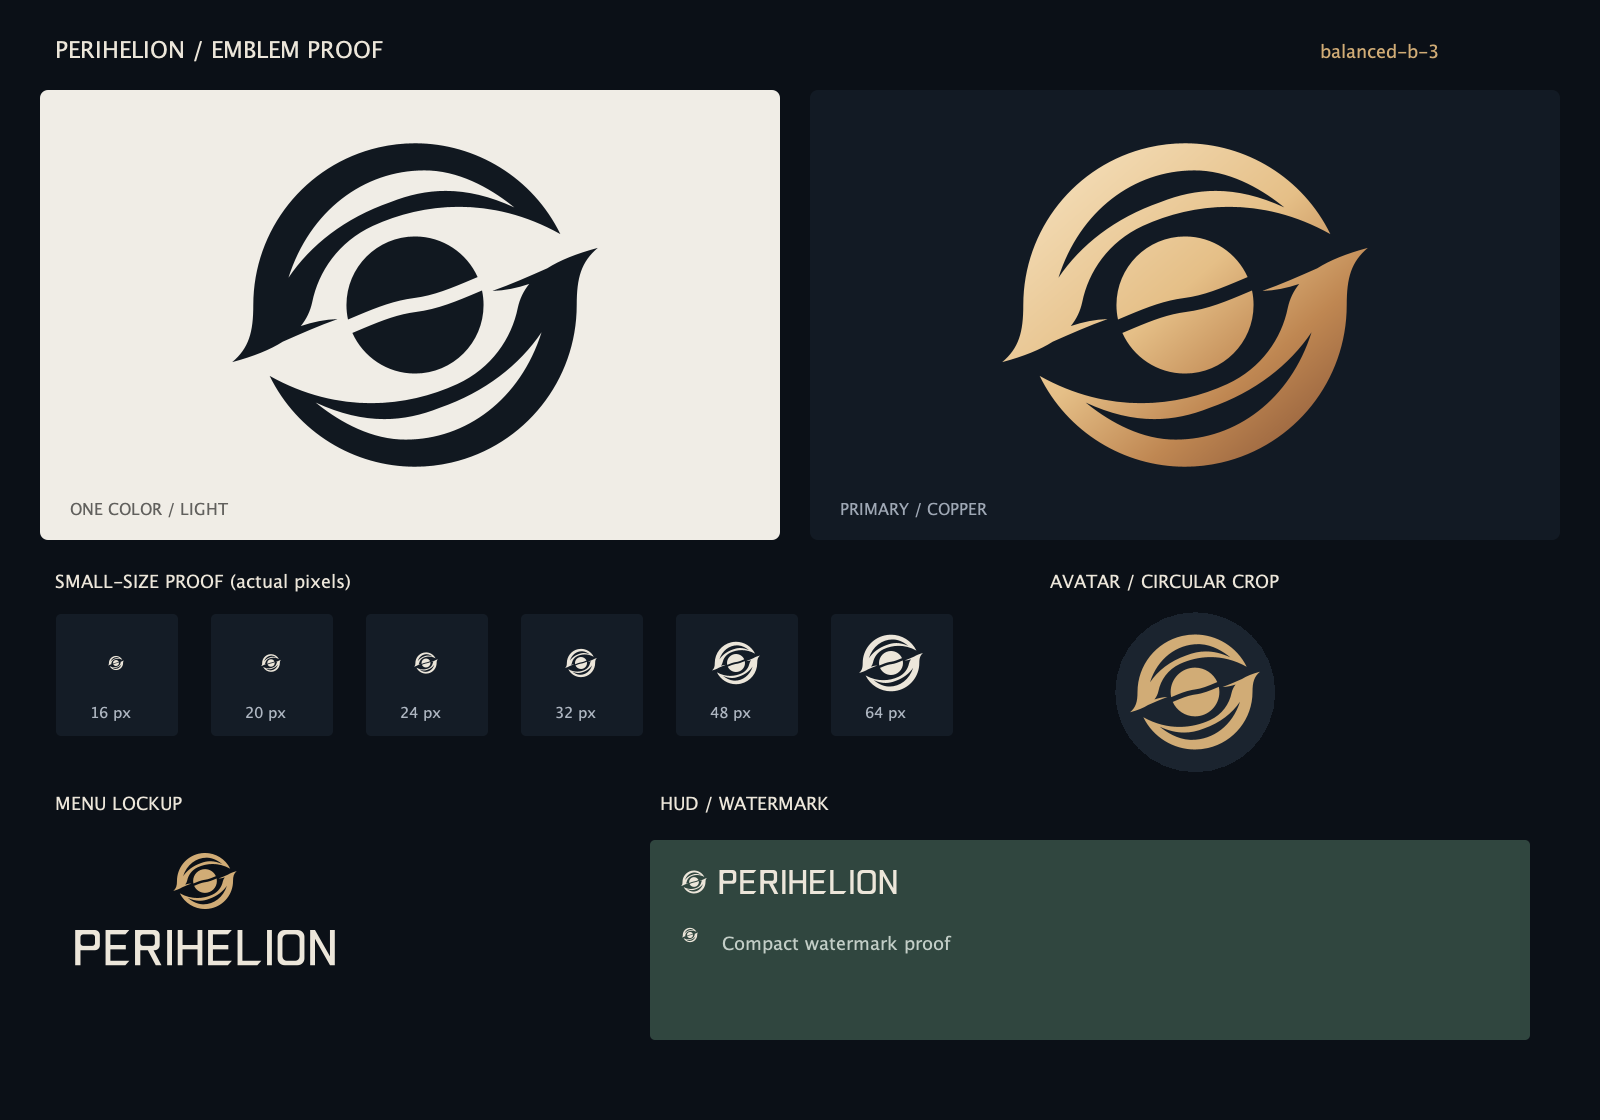 PERIHELION / EMBLEM PROOF
balanced-b-3
ONE COLOR / LIGHT
PRIMARY / COPPER
SMALL-SIZE PROOF (actual pixels)
AVATAR / CIRCULAR CROP
16 px
20 px
24 px
32 px
48 px
64 px
MENU LOCKUP
HUD / WATERMARK
PERIHELION
PERIHELION
Compact watermark proof